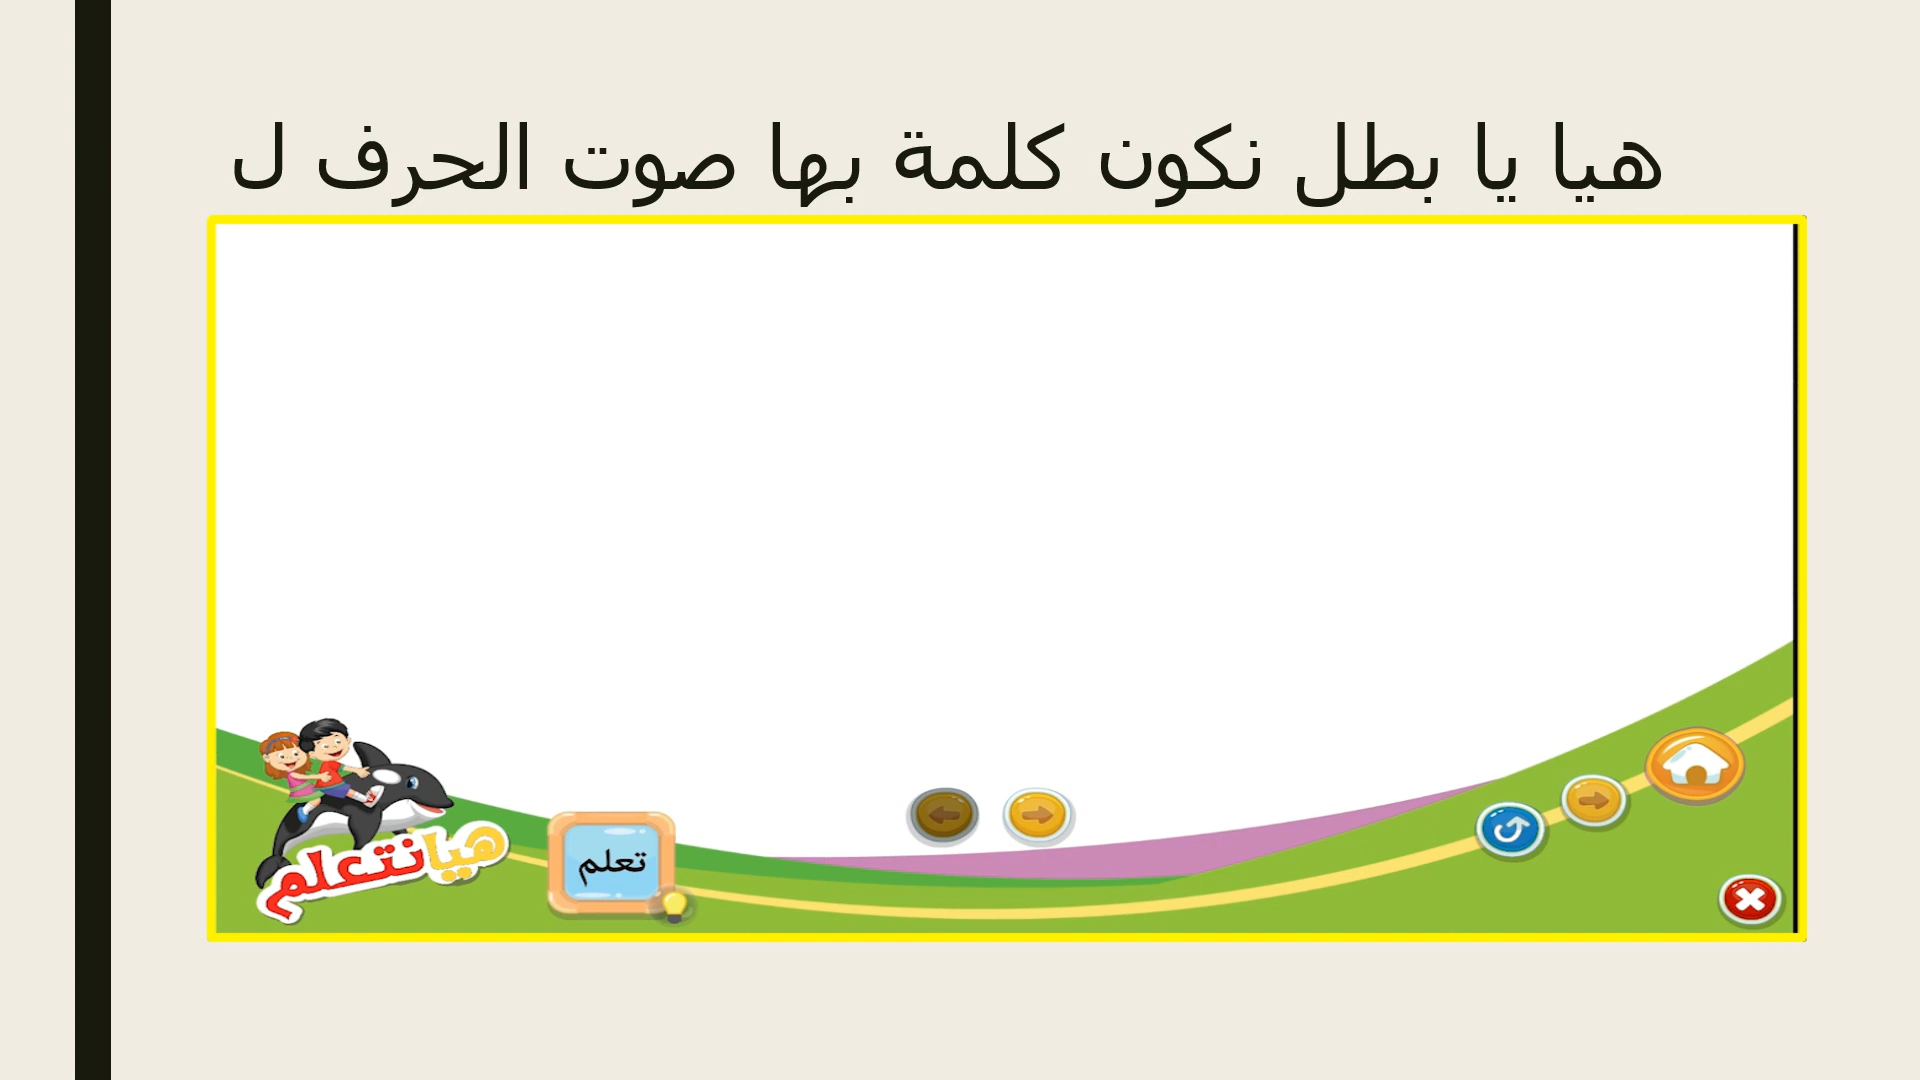 هيا يا بطل نكون كلمة بها صوت الحرف ل
هيا نتعلم
تعلم